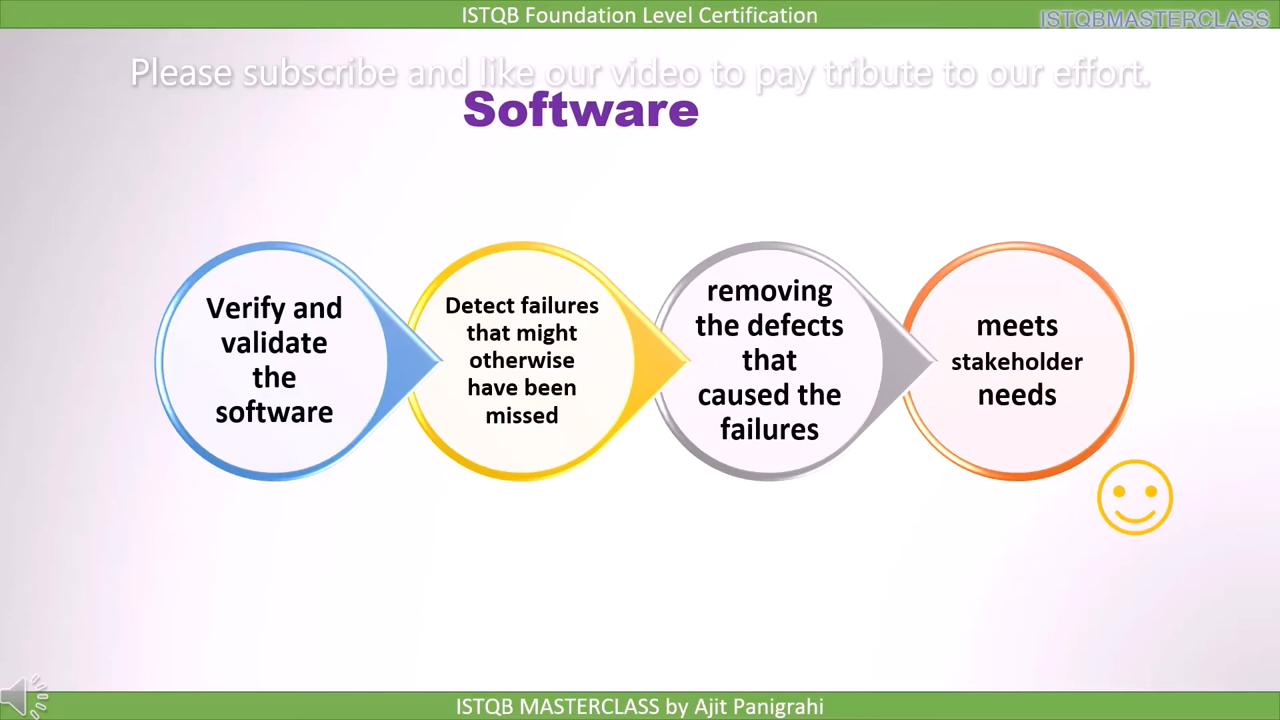 ISTQB Foundation Level Certification
ISTQBMASTERCLASS
Please subscribe and like our video to pay tribute to our effort.
Software
Verify and
validate
the
software
Detect failures
that might
otherwise
have been
missed
removing
the defects
that
caused the
failures
meets
stakeholder
needs
ISTQB MASTERCLASS by Ajit Panigrahi